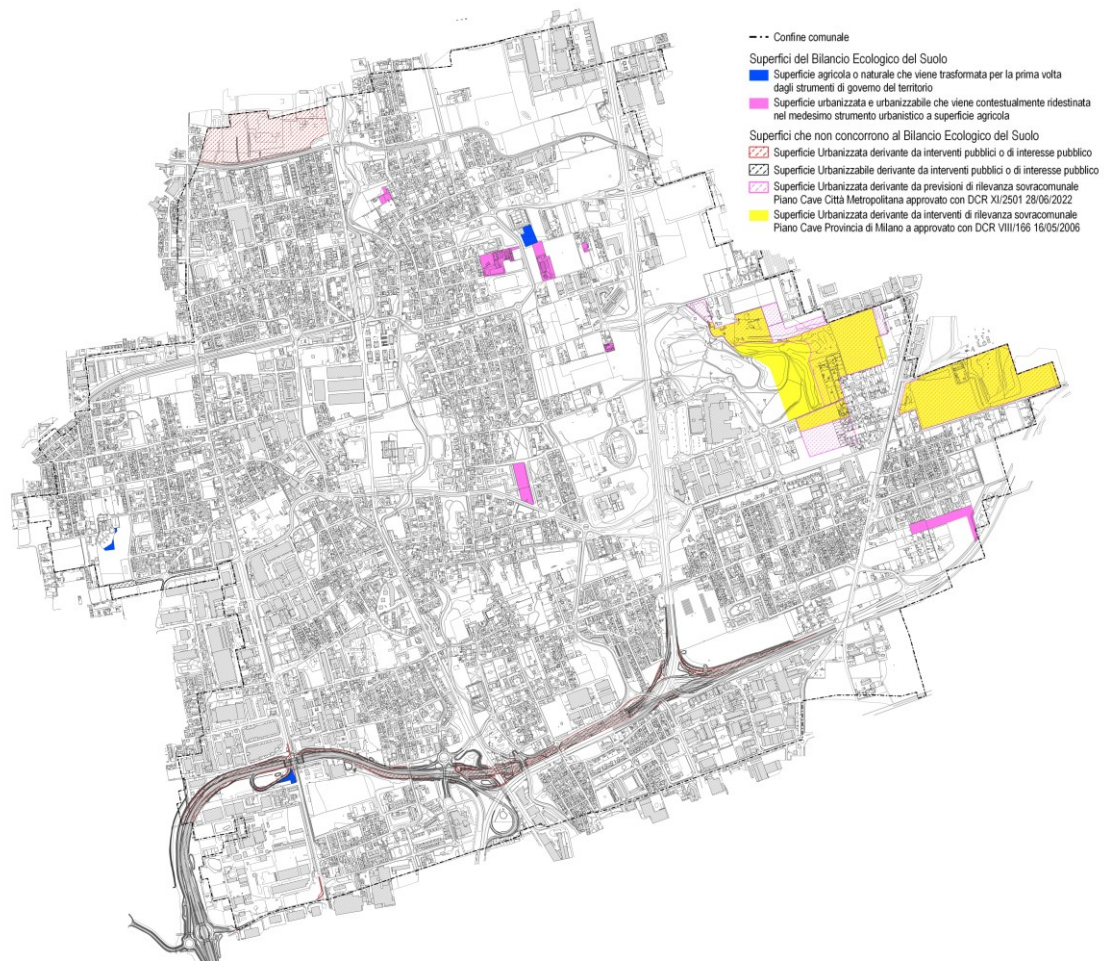 Confine comunale
Superfici del Bilancio Ecologico del Suolo
Superficie agricola o naturale che viene trasformata per la prima volta
dagli strumenti di governo del territorio
Superficie urbanizzata e urbanizzabile che viene contestualmente ridestinata
nel medesimo strumento urbanistico a superficie agricola
Superfici che non concorrono al Bilancio Ecologico del Suolo
Superficie Urbanizzata derivante da interventi pubblici o di interesse pubblico
Superficie Urbanizzabile derivante da interventi pubblici o di interesse pubblico
Superficie Urbanizzata derivante da previsioni di rilevanza sovracomunale
Piano Cave Città Metropolitana approvato con DCR XI/2501 28/06/2022
Superficie Urbanizzata derivante da interventi di rilevanza sovracomunale
Piano Cave Provincia di Milano a approvato con DCR VIII/166 16/05/2006